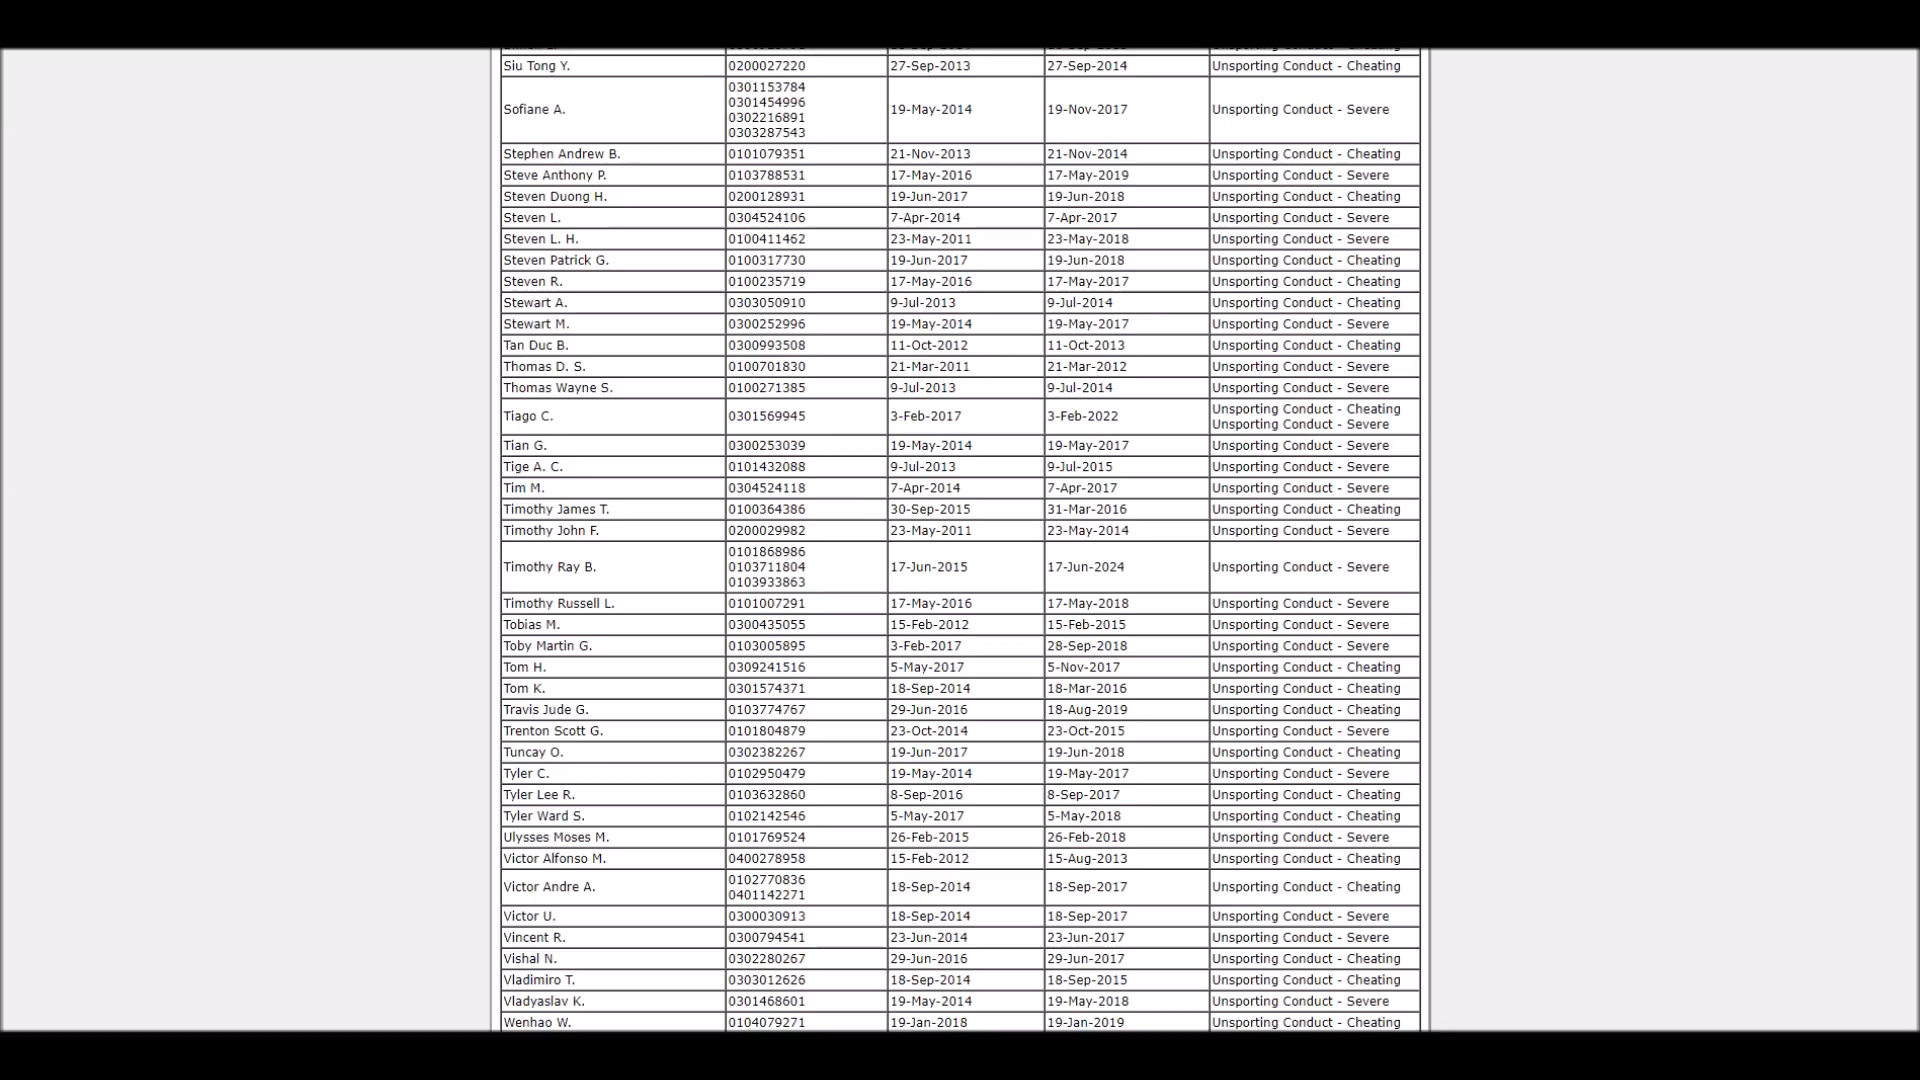 Siu Tong Y. 0200027220 27-Sep-2013 27-Sep-2014 Unsporting Conduct - Cheating
0301153784
0301454996
Sofiane A. 19-May-2014 19-Nov-2017 Unsporting Conduct - Severe
0302216891
0303287543
Stephen Andrew B. 0101079351 21-Nov-2013 21-Nov-2014 Unsporting Conduct - Cheating
Steve Anthony P. 0103788531 17-May-2016 17-May-2019 Unsporting Conduct - Severe
Steven Duong H. 0200128931 19-Jun-2017 19-Jun-2018 Unsporting Conduct - Cheating
Steven L. 0304524106 7-Apr-2014 7-Apr-2017 Unsporting Conduct - Severe
Steven L. H. 0100411462 23-May-2011 23-May-2018 Unsporting Conduct - Severe
Steven Patrick G. 0100317730 19-Jun-2017 19-Jun-2018 Unsporting Conduct - Cheating
Steven R. 0100235719 17-May-2016 17-May-2017 Unsporting Conduct - Cheating
Stewart A. 0303050910 9-Jul-2013 9-Jul-2014 Unsporting Conduct - Cheating
Stewart M. 0300252996 19-May-2014 19-May-2017 Unsporting Conduct - Severe
Tan Duc B. 0300993508 11-Oct-2012 11-Oct-2013 Unsporting Conduct - Cheating
Thomas D. S. 0100701830 21-Mar-2011 21-Mar-2012 Unsporting Conduct - Severe
Thomas Wayne S. 0100271385 9-Jul-2013 9-Jul-2014 Unsporting Conduct - Severe
Tiago C. 0301569945 3-Feb-2017 3-Feb-2022 Unsporting Conduct - Cheating
Unsporting Conduct - Severe
Tian G. 0300253039 19-May-2014 19-May-2017 Unsporting Conduct - Severe
Tige A. C. 0101432088 9-Jul-2013 9-Jul-2015 Unsporting Conduct - Severe
Tim M. 0304524118 7-Apr-2014 7-Apr-2017 Unsporting Conduct - Severe
Timothy James T. 0100364386 30-Sep-2015 31-Mar-2016 Unsporting Conduct - Cheating
Timothy John F. 0200029982 23-May-2011 23-May-2014 Unsporting Conduct - Severe
0101868986
Timothy Ray B. 0103711804 17-Jun-2015 17-Jun-2024 Unsporting Conduct - Severe
0103933863
Timothy Russell L. 0101007291 17-May-2016 17-May-2018 Unsporting Conduct - Severe
Tobias M. 0300435055 15-Feb-2012 15-Feb-2015 Unsporting Conduct - Severe
Toby Martin G. 0103005895 3-Feb-2017 28-Sep-2018 Unsporting Conduct - Severe
Tom H. 0309241516 5-May-2017 5-Nov-2017 Unsporting Conduct - Cheating
Tom K. 0301574371 18-Sep-2014 18-Mar-2016 Unsporting Conduct - Cheating
Travis Jude G. 0103774767 29-Jun-2016 18-Aug-2019 Unsporting Conduct - Cheating
Trenton Scott G. 0101804879 23-Oct-2014 23-Oct-2015 Unsporting Conduct - Severe
Tuncay O. 0302382267 19-Jun-2017 19-Jun-2018 Unsporting Conduct - Cheating
Tyler C. 0102950479 19-May-2014 19-May-2017 Unsporting Conduct - Severe
Tyler Lee R. 0103632860 8-Sep-2016 8-Sep-2017 Unsporting Conduct - Cheating
Tyler Ward S. 0102142546 5-May-2017 5-May-2018 Unsporting Conduct - Cheating
Ulysses Moses M. 0101769524 26-Feb-2015 26-Feb-2018 Unsporting Conduct - Severe
Victor Alfonso M. 0400278958 15-Feb-2012 15-Aug-2013 Unsporting Conduct - Cheating
Victor Andre A. 0102770836 18-Sep-2014 18-Sep-2017 Unsporting Conduct - Cheating
0401142271
Victor U. 0300030913 18-Sep-2014 18-Sep-2017 Unsporting Conduct - Severe
Vincent R. 0300794541 23-Jun-2014 23-Jun-2017 Unsporting Conduct - Severe
Vishal N. 0302280267 29-Jun-2016 29-Jun-2017 Unsporting Conduct - Cheating
Vladimiro T. 0303012626 18-Sep-2014 18-Sep-2015 Unsporting Conduct - Cheating
Vladyaslav K. 0301468601 19-May-2014 19-May-2018 Unsporting Conduct - Severe
Wenhao W. 0104079271 19-Jan-2018 19-Jan-2019 Unsporting Conduct - Cheating